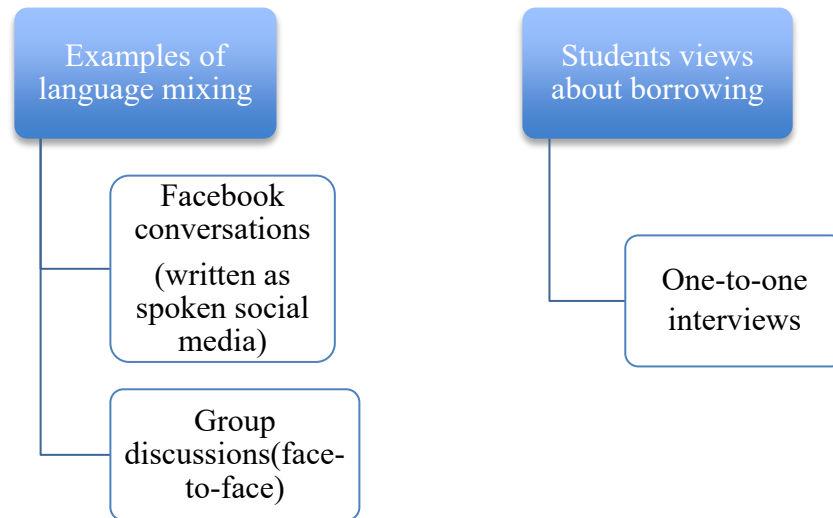 Examples of
language mixing
Facebook
conversations
(written as
spoken social
media)
Group
discussions(face-
to-face)
Students views
about borrowing
One-to-one
interviews